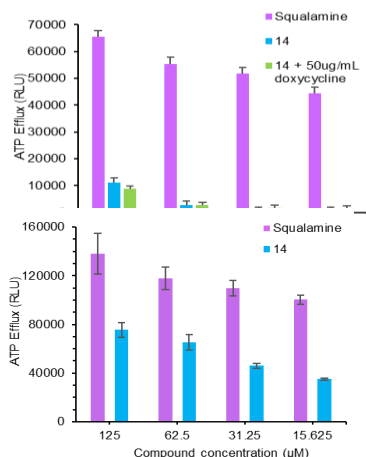 70000
60000
50000
40000
30000
20000
10000
ATP Efflux (RLU)
Squalamine
14
14 + 50ug/mL
doxycycline
160000
120000
80000
40000
0
ATP Efflux (RLU)
Squalamine
14
125 62.5 31.25 15.625
Compound concentration (µM)